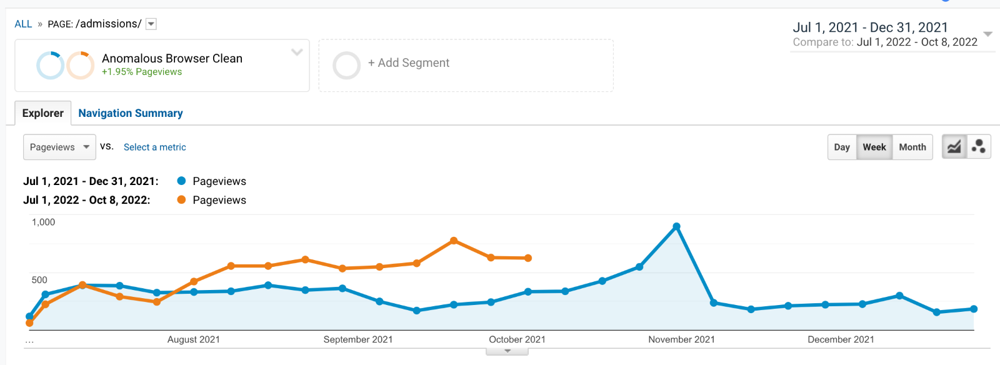 ALL » PAGE: /admissions/
Jul 1, 2021 - Dec 31, 2021
Compare to: Jul 1, 2022 - Oct 8, 2022
Anomalous Browser Clean
+1.95% Pageviews
+ Add Segment
Explorer
Navigation Summary
Pageviews
vs.
Select a metric
Day
Week
Month
Jul 1, 2021 - Dec 31, 2021:
Pageviews
Jul 1, 2022 - Oct 8, 2022:
Pageviews
1,000
500
...
August 2021
September 2021
October 2021
November 2021
December 2021